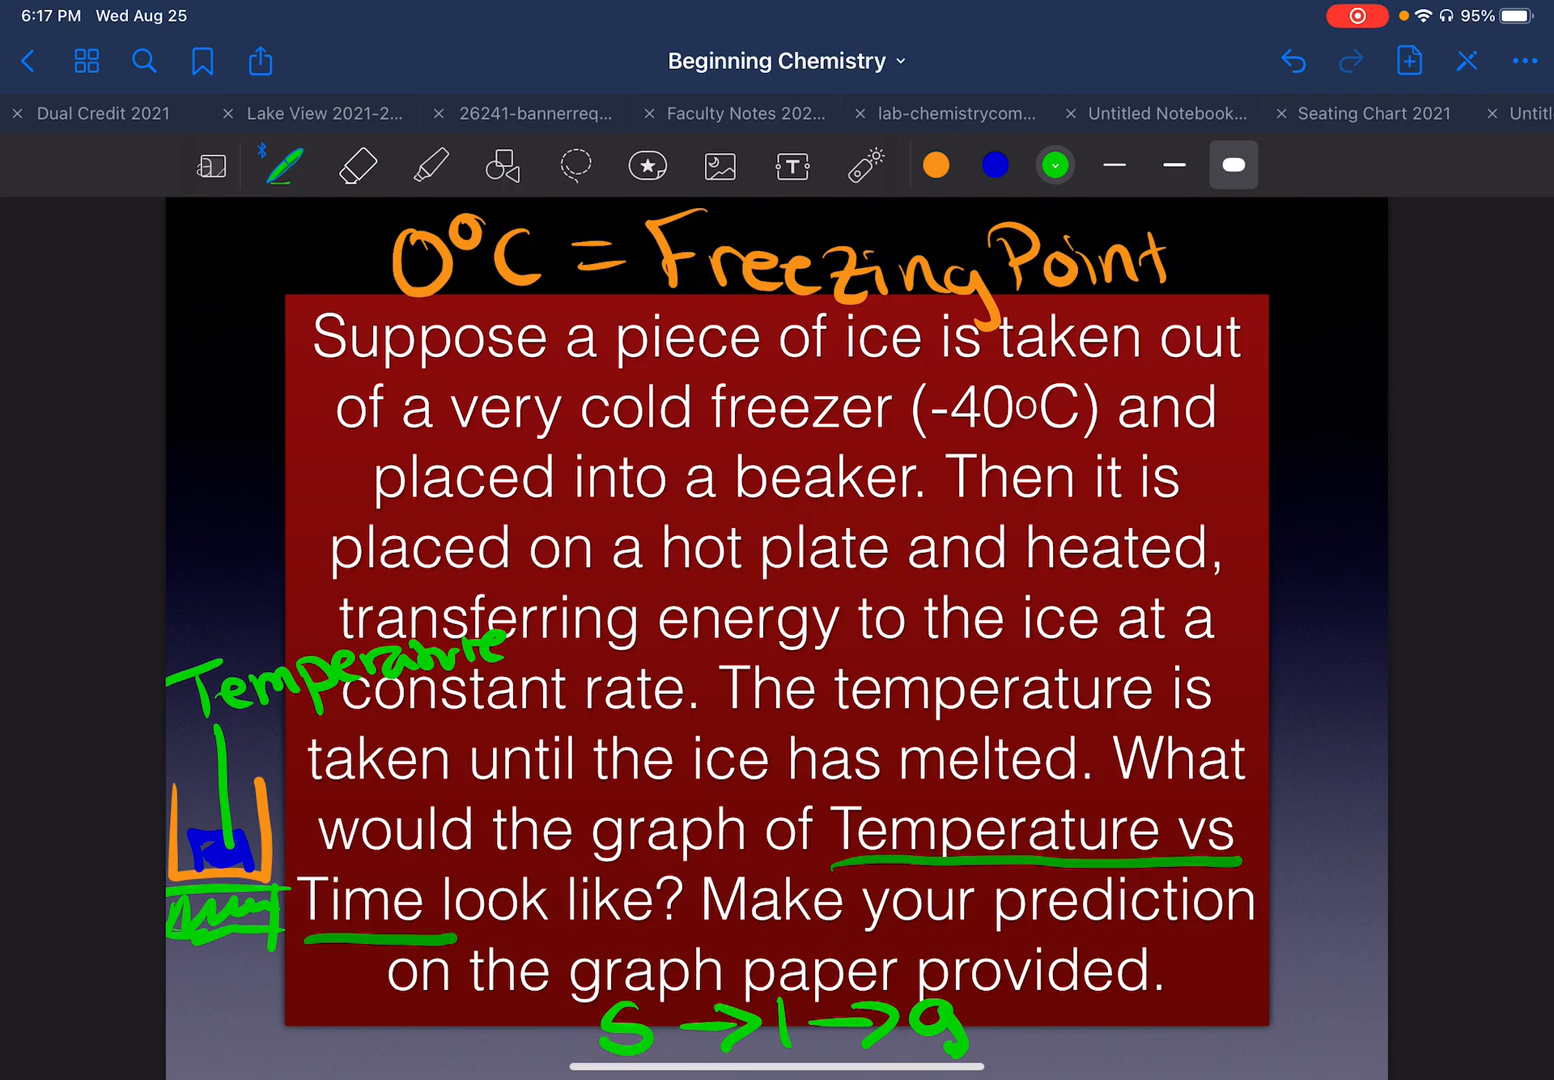 6:17 PM Wed Aug 25
95%
Beginning Chemistry
Dual Credit 2021
Lake View 2021-2...
26241-bannerreq...
Faculty Notes 202...
lab-chemistrycom...
Untitled Notebook...
Seating Chart 2021
Untitl
T
0°C = Freezing Point
Suppose a piece of ice is taken out
of a very cold freezer (-40oC) and
placed into a beaker. Then it is
placed on a hot plate and heated,
transferring energy to the ice at a
Temperature
constant rate. The temperature is
taken until the ice has melted. What
would the graph of Temperature vs
Time look like? Make your prediction
on the graph paper provided.
S → l → g